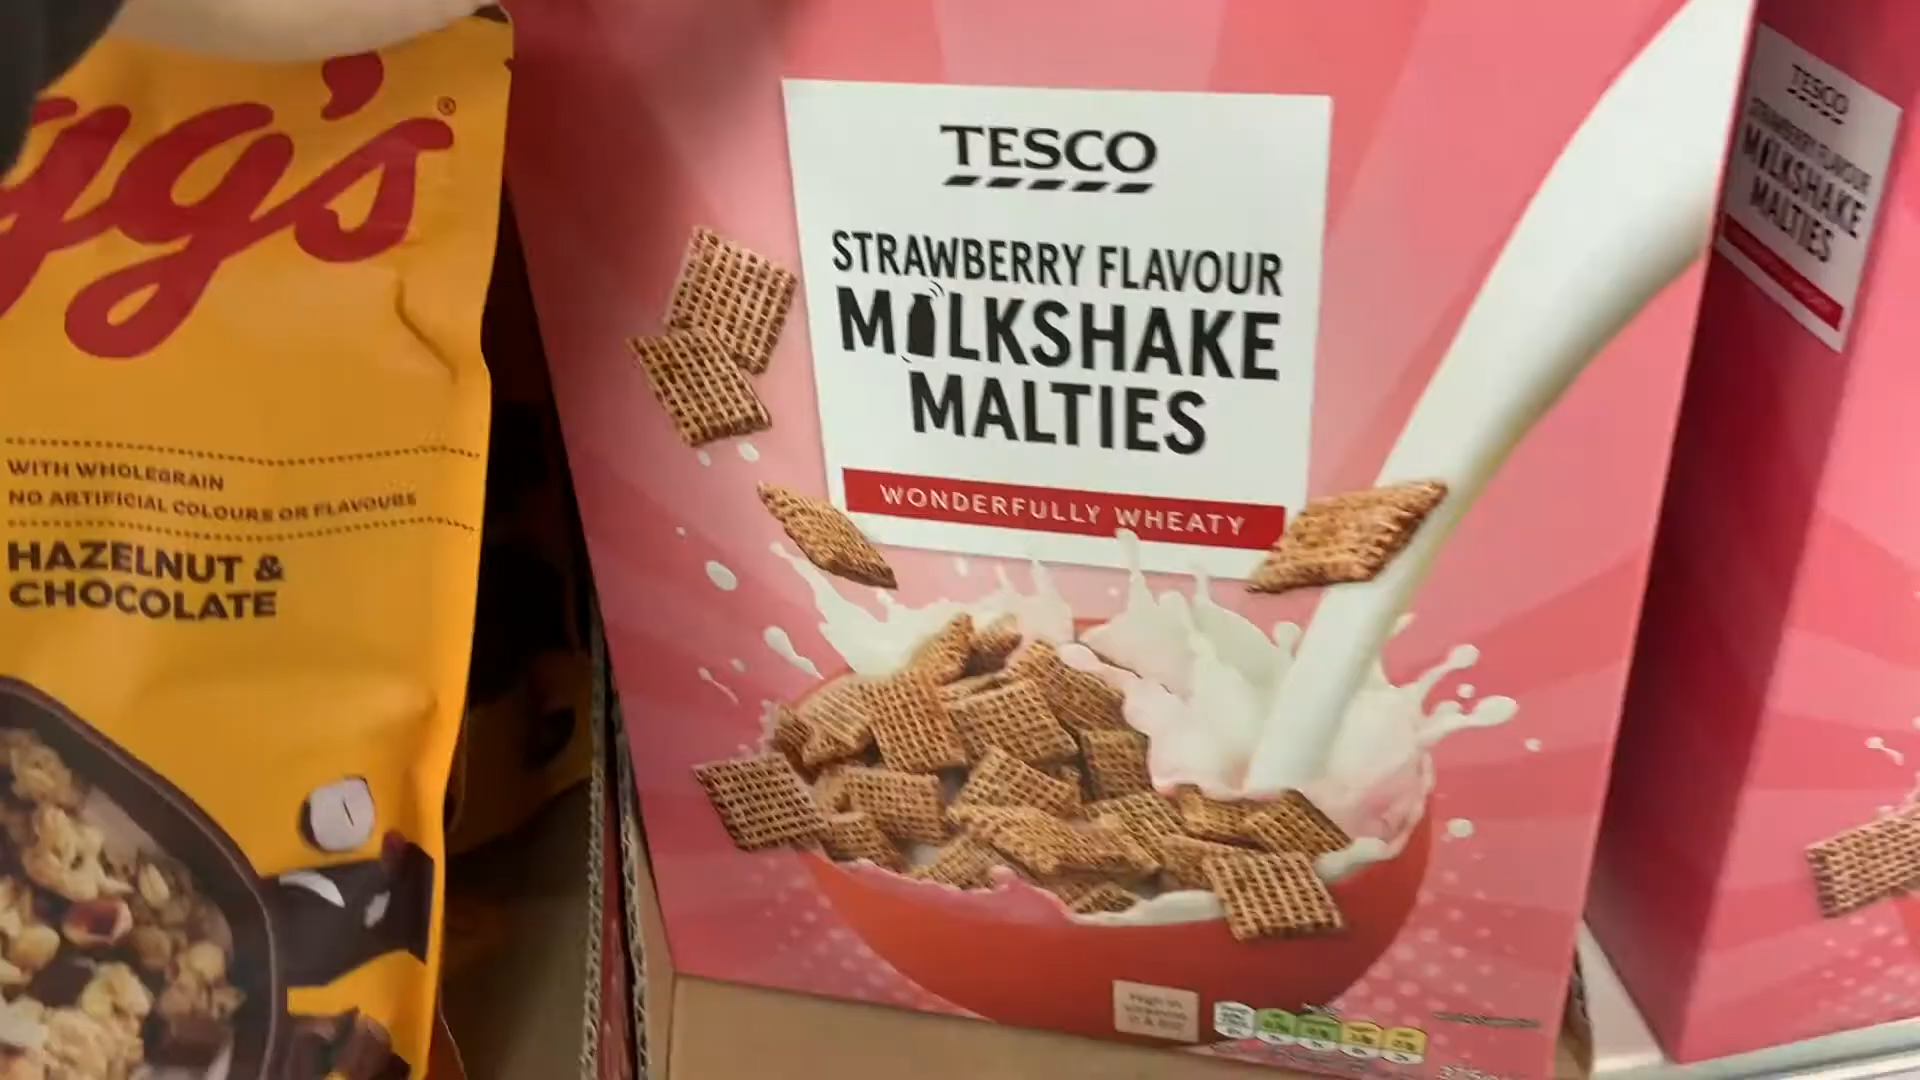 gg's®
WITH WHOLEGRAIN
NO ARTIFICIAL COLOURS OR FLAVOURS
HAZELNUT &
CHOCOLATE
TESCO
STRAWBERRY FLAVOUR
MILKSHAKE
MALTIES
WONDERFULLY WHEATY
TESCO
STRAWBERRY FLAVOUR
MILKSHAKE
MALTIES